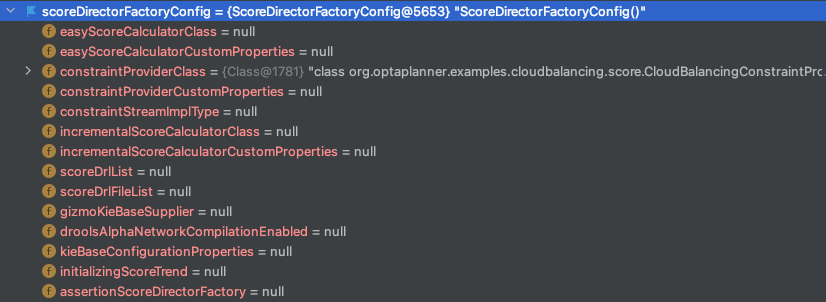 scoreDirectorFactoryConfig = {ScoreDirectorFactoryConfig@5653} "ScoreDirectorFactoryConfig()"
f easyScoreCalculatorClass = null
f easyScoreCalculatorCustomProperties = null
f constraintProviderClass = {Class@1781} "class org.optaplanner.examples.cloudbalancing.score.CloudBalancingConstraintPro...
f constraintProviderCustomProperties = null
f constraintStreamImplType = null
f incrementalScoreCalculatorClass = null
f incrementalScoreCalculatorCustomProperties = null
f scoreDrlList = null
f scoreDrlFileList = null
f gizmoKieBaseSupplier = null
f droolsAlphaNetworkCompilationEnabled = null
f kieBaseConfigurationProperties = null
f initializingScoreTrend = null
f assertionScoreDirectorFactory = null